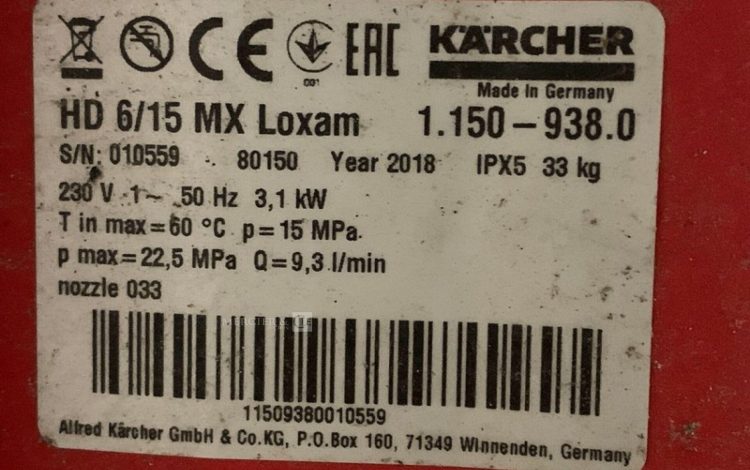 KÄRCHER
001
Made in Germany
HD 6/15 MX Loxam 1.150-938.0
S/N: 010559 80150 Year 2018 IPX5 33 kg
230 V 1~ 50 Hz 3,1 kW
T in max=60 °C p=15 MPa
p max=22,5 MPa Q=9,3 l/min
nozzle 033
11509380010559
Alfred Kärcher GmbH & Co.KG, P.O.Box 160, 71349 Winnenden, Germany